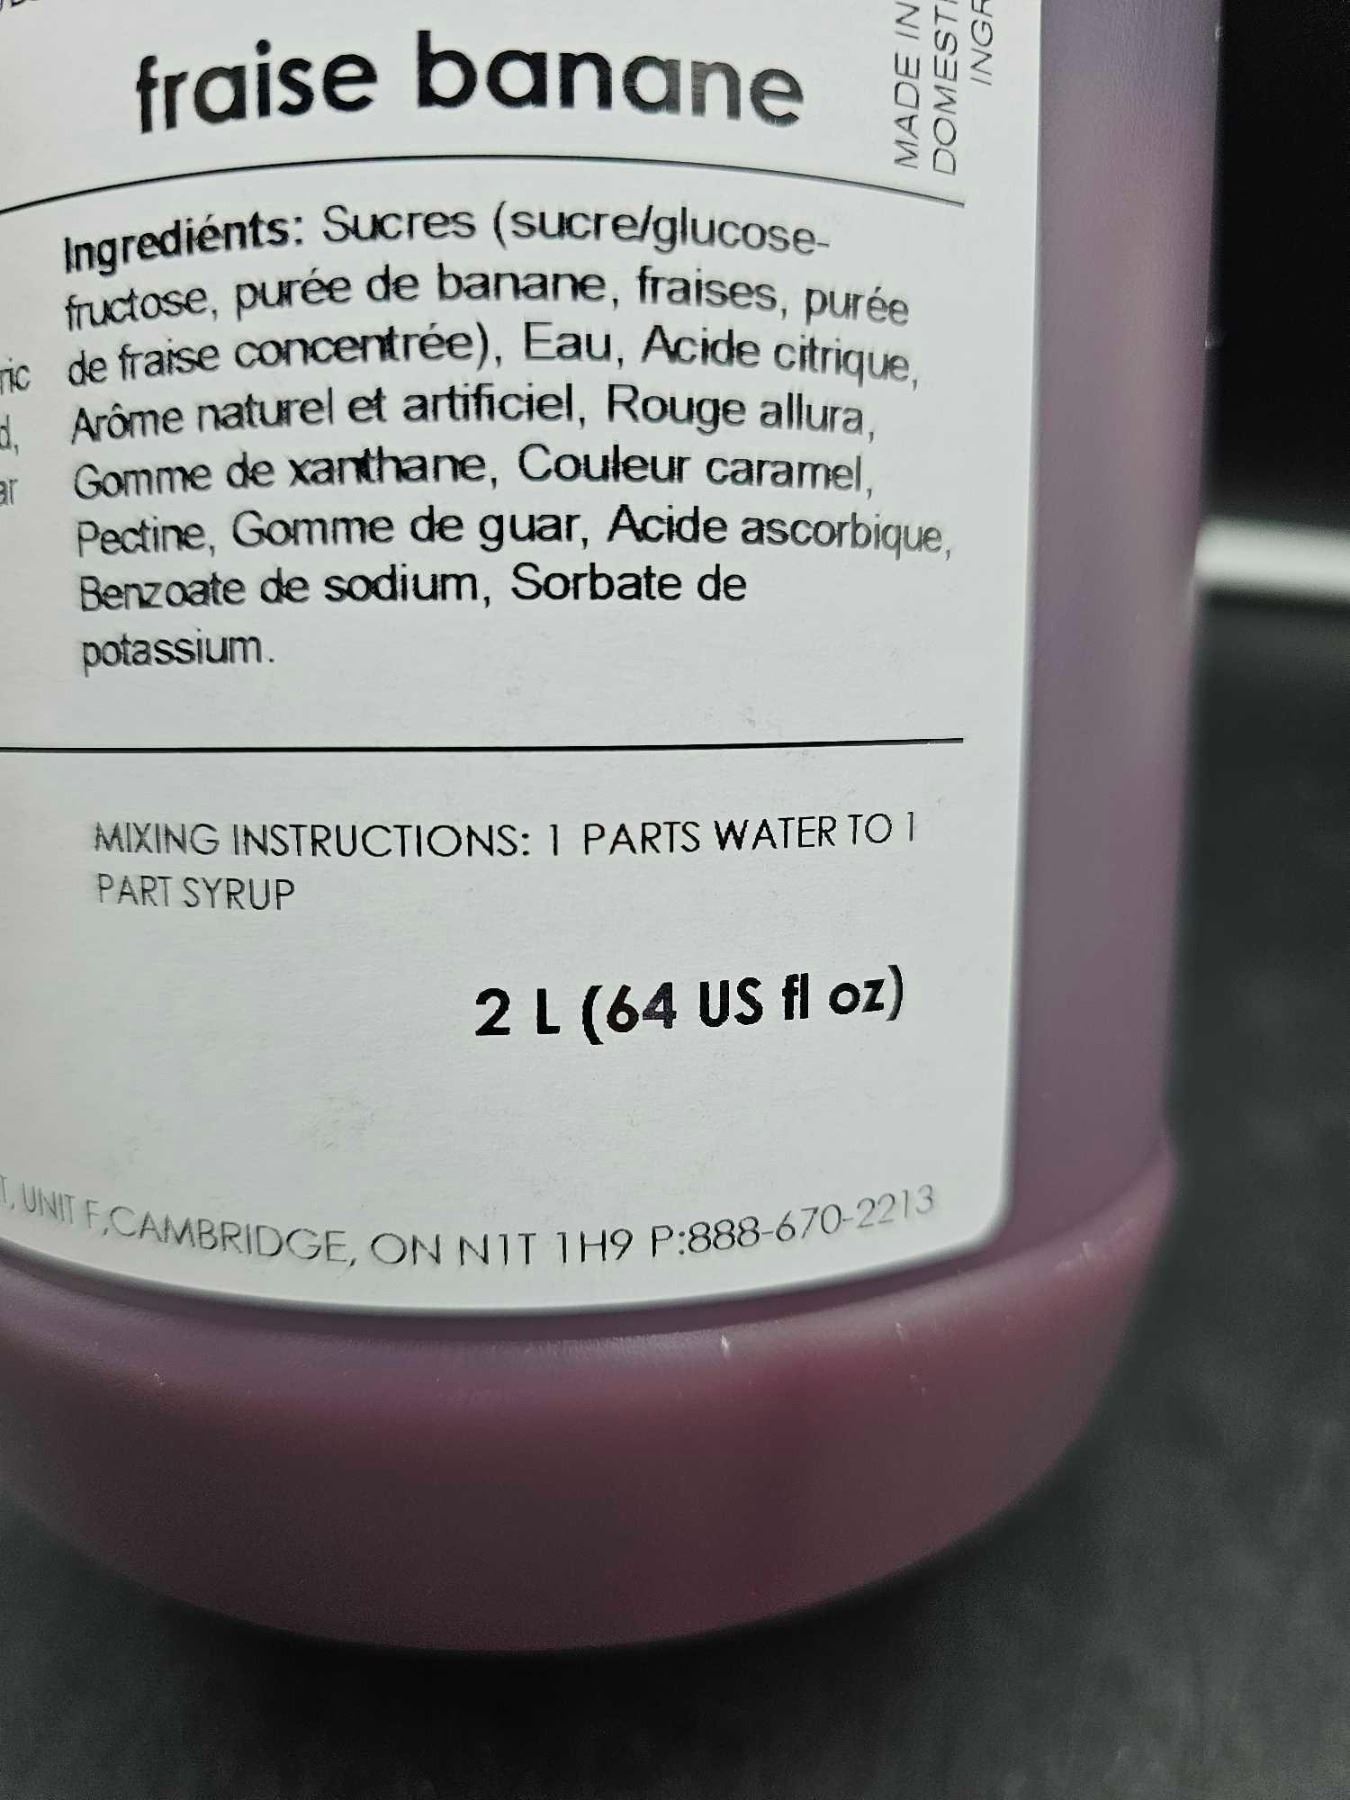 fraise banane
MADE IN
DOMESTI
INGR
Ingrediénts: Sucres (sucre/glucose-
fructose, purée de banane, fraises, purée
de fraise concentrée), Eau, Acide citrique,
Arôme naturel et artificiel, Rouge allura,
Gomme de xanthane, Couleur caramel,
Pectine, Gomme de guar, Acide ascorbique,
Benzoate de sodium, Sorbate de
potassium.
ric
d,
ar
MIXING INSTRUCTIONS: 1 PARTS WATER TO 1
PART SYRUP
2 L (64 US fl oz)
T, UNIT F,CAMBRIDGE, ON N1T 1H9 P:888-670-2213